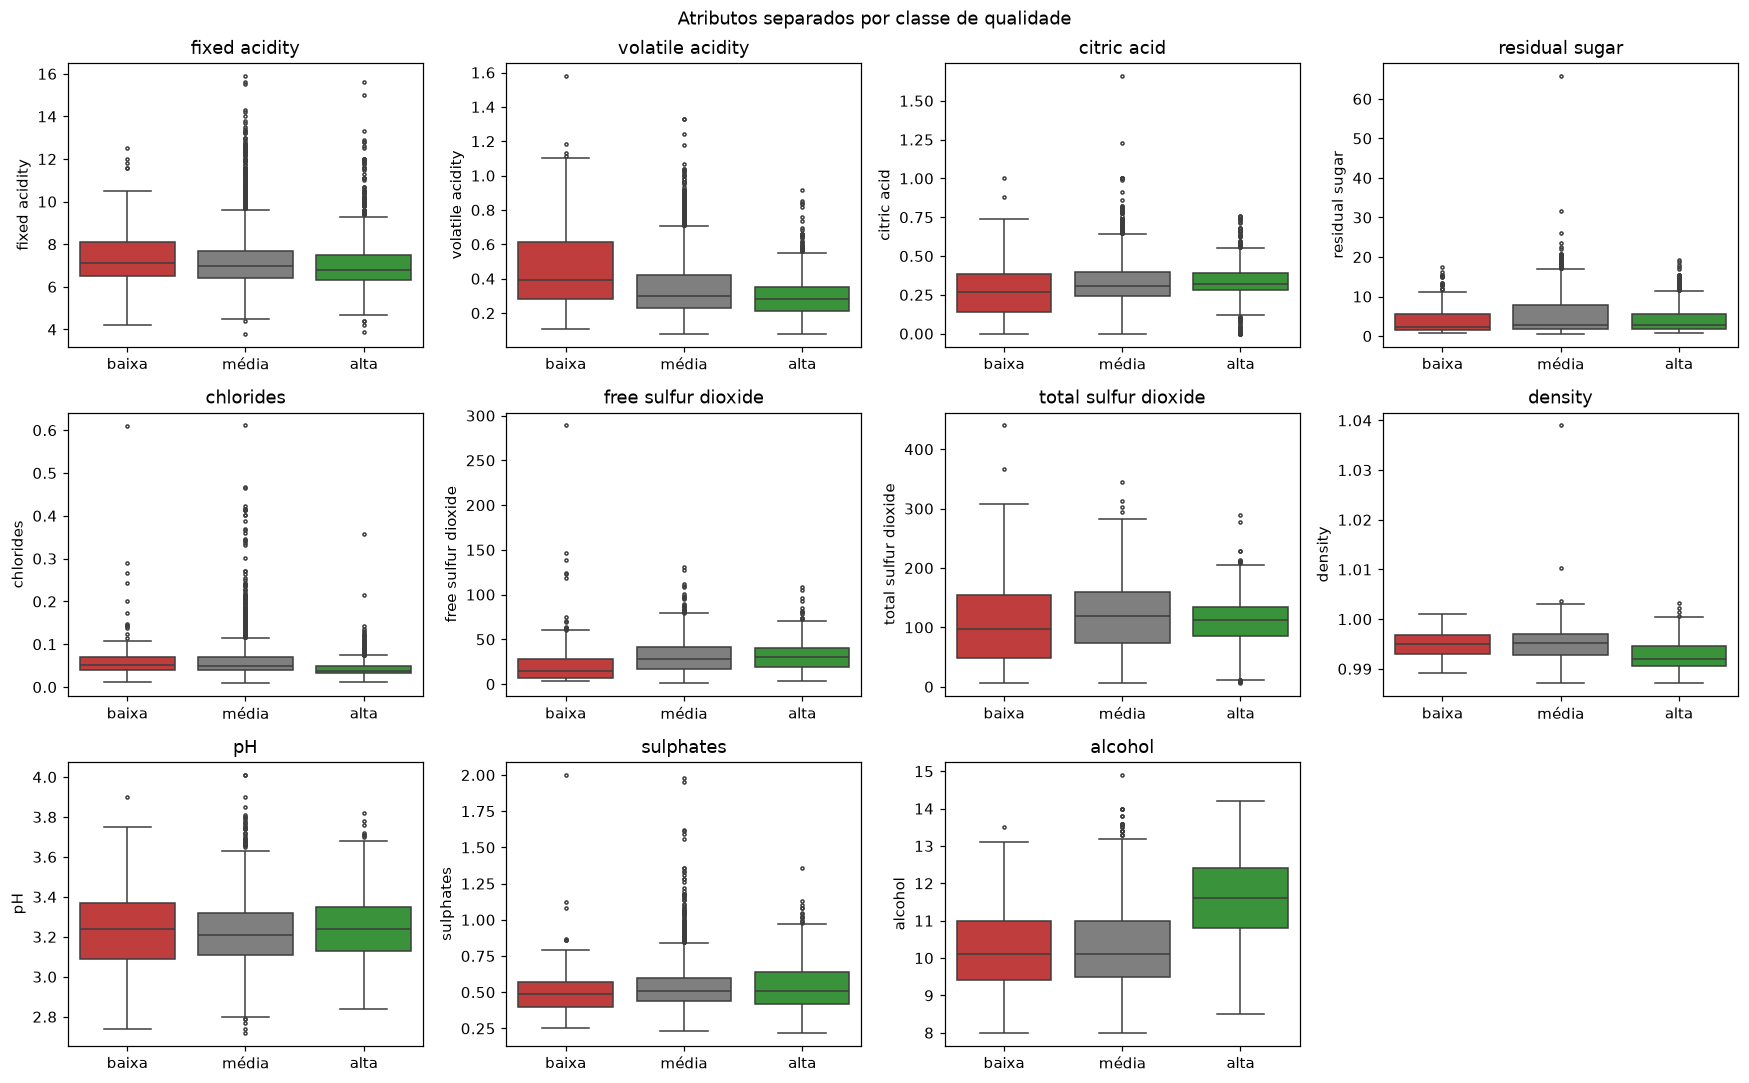 Atributos separados por classe de qualidade
fixed acidity
fixed acidity
16
14
12
10
8
6
4
baixa média alta
volatile acidity
volatile acidity
1.6
1.4
1.2
1.0
0.8
0.6
0.4
0.2
baixa média alta
citric acid
citric acid
1.50
1.25
1.00
0.75
0.50
0.25
0.00
baixa média alta
residual sugar
residual sugar
60
50
40
30
20
10
0
baixa média alta
chlorides
chlorides
0.6
0.5
0.4
0.3
0.2
0.1
0.0
baixa média alta
free sulfur dioxide
free sulfur dioxide
300
250
200
150
100
50
0
baixa média alta
total sulfur dioxide
total sulfur dioxide
400
300
200
100
0
baixa média alta
density
density
1.04
1.03
1.02
1.01
1.00
0.99
baixa média alta
pH
pH
4.0
3.8
3.6
3.4
3.2
3.0
2.8
baixa média alta
sulphates
sulphates
2.00
1.75
1.50
1.25
1.00
0.75
0.50
0.25
baixa média alta
alcohol
alcohol
15
14
13
12
11
10
9
8
baixa média alta